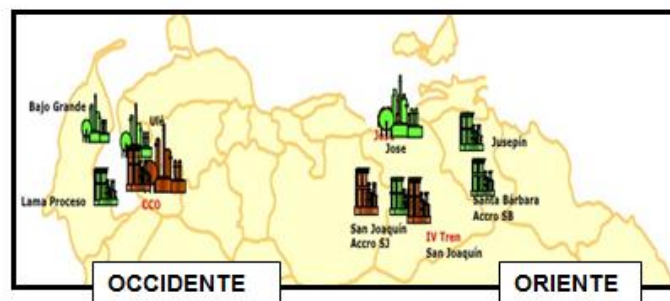 Bajo Grande
Ulé
Lama Proceso
CCO
Jose
Jusepín
Santa Bárbara
Accro SB
San Joaquín
Accro SJ
IV Tren
San Joaquín
OCCIDENTE
ORIENTE